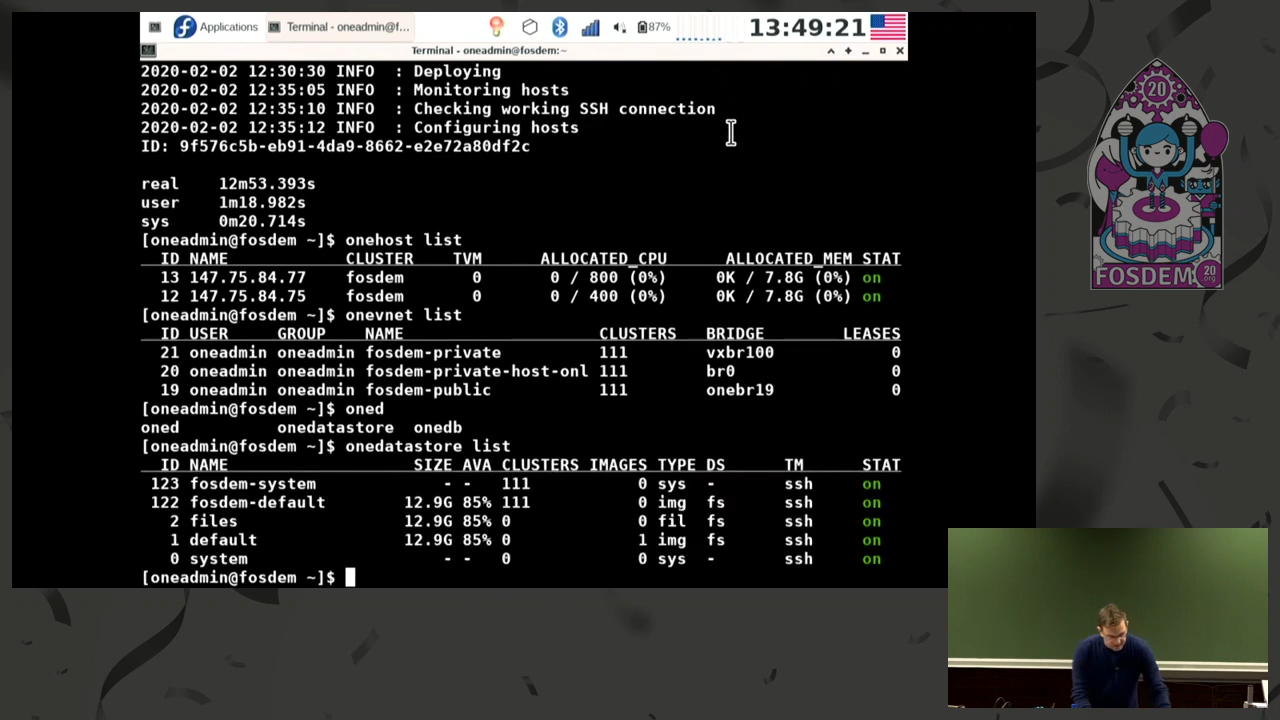 Applications
Terminal - oneadmin@f...
87%
13:49:21
Terminal - oneadmin@fosdem:~
2020-02-02 12:30:30 INFO  : Deploying
2020-02-02 12:35:05 INFO  : Monitoring hosts
2020-02-02 12:35:10 INFO  : Checking working SSH connection
2020-02-02 12:35:12 INFO  : Configuring hosts
ID: 9f576c5b-eb91-4da9-8662-e2e72a80df2c
real    12m53.393s
user    1m18.982s
sys     0m20.714s
[oneadmin@fosdem ~]$ onehost list
ID NAME            CLUSTER    TVM      ALLOCATED_CPU      ALLOCATED_MEM STAT
13 147.75.84.77    fosdem       0       0 / 800 (0%)     0K / 7.8G (0%) on
12 147.75.84.75    fosdem       0       0 / 400 (0%)     0K / 7.8G (0%) on
[oneadmin@fosdem ~]$ onevnet list
ID USER     GROUP    NAME                    CLUSTERS   BRIDGE       LEASES
21 oneadmin oneadmin fosdem-private          111        vxbr100           0
20 oneadmin oneadmin fosdem-private-host-onl 111        br0               0
19 oneadmin oneadmin fosdem-public           111        onebr19           0
[oneadmin@fosdem ~]$ oned
oned          onedatastore  onedb
[oneadmin@fosdem ~]$ onedatastore list
ID NAME                      SIZE AVA CLUSTERS IMAGES TYPE DS      TM      STAT
123 fosdem-system                - -   111           0 sys  -       ssh     on
122 fosdem-default           12.9G 85% 111           0 img  fs      ssh     on
2 files                    12.9G 85% 0             0 fil  fs      ssh     on
1 default                  12.9G 85% 0             1 img  fs      ssh     on
0 system                       - -   0             0 sys  -       ssh     on
[oneadmin@fosdem ~]$
20
FOSDEM
20
.org